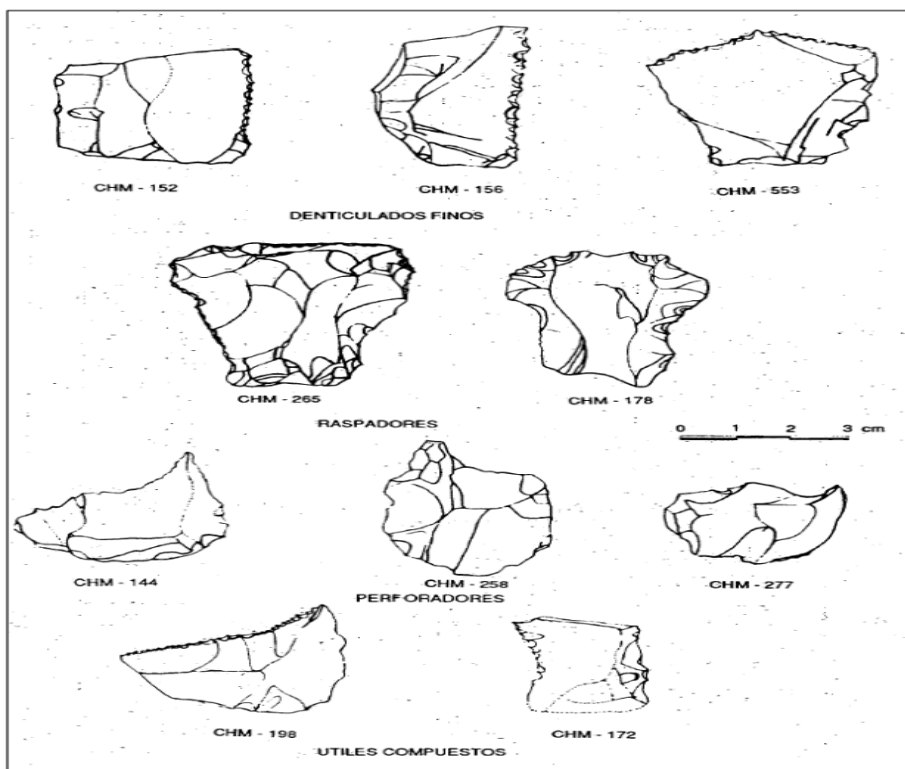 CHM - 152
CHM - 156
CHM - 553
DENTICULADOS FINOS
CHM - 265
CHM - 178
RASPADORES
0 1 2 3 cm
CHM - 144
CHM - 258
CHM - 277
PERFORADORES
CHM - 198
CHM - 172
UTILES COMPUESTOS